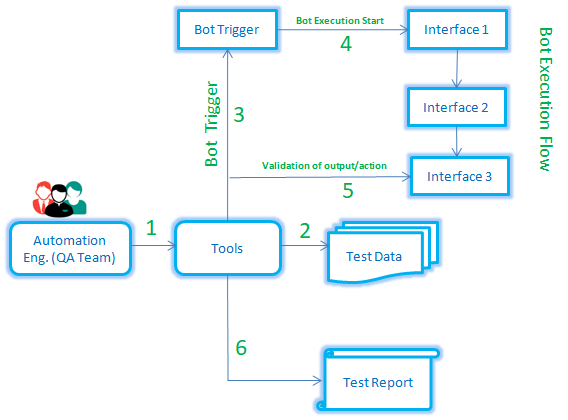 Bot Trigger
Bot Execution Start
4
Interface 1
Bot Execution Flow
Bot Trigger
3
Interface 2
Validation of output/action
5
Interface 3
Automation
Eng. (QA Team)
1
Tools
2
Test Data
6
Test Report